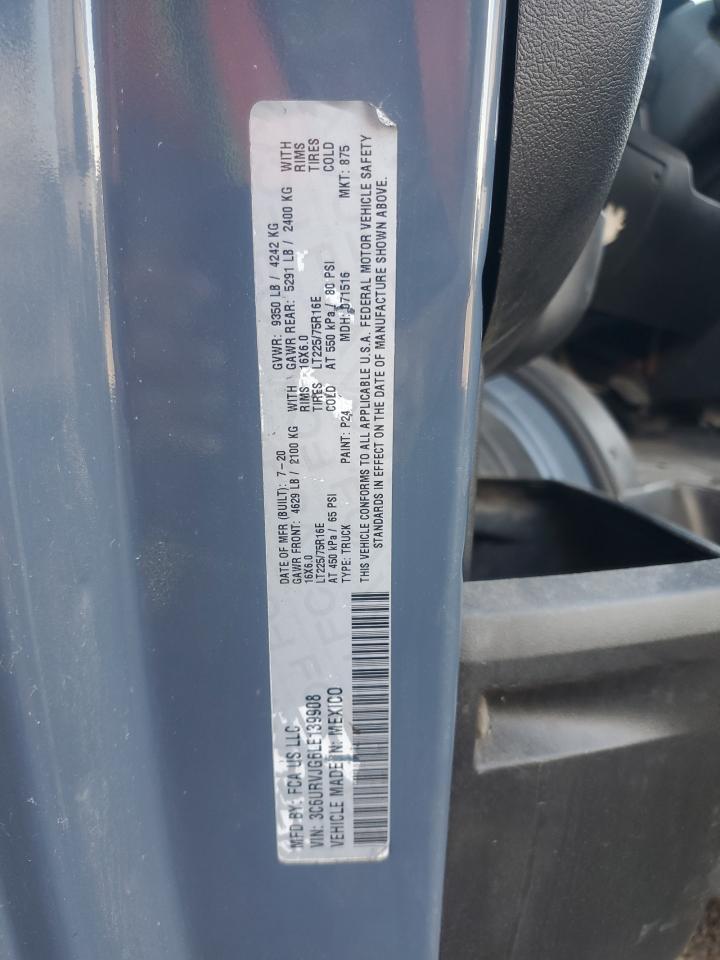 MFD BY: FCA US LLC
VIN: 3C6URVJG6LE139908
VEHICLE MADE IN: MEXICO
DATE OF MFR (BUILT): 7-20 GVWR: 9350 LB / 4242 KG
GAWR FRONT: 4629 LB / 2100 KG WITH GAWR REAR: 5291 LB / 2400 KG WITH
16X6.0 RIMS 16X6.0 RIMS
LT225/75R16E TIRES LT225/75R16E TIRES
AT 450 kPa / 65 PSI COLD AT 550 kPa / 80 PSI COLD
TYPE: TRUCK PAINT: P24 MDH: 071516 MKT: 875
THIS VEHICLE CONFORMS TO ALL APPLICABLE U.S.A. FEDERAL MOTOR VEHICLE SAFETY
STANDARDS IN EFFECT ON THE DATE OF MANUFACTURE SHOWN ABOVE.